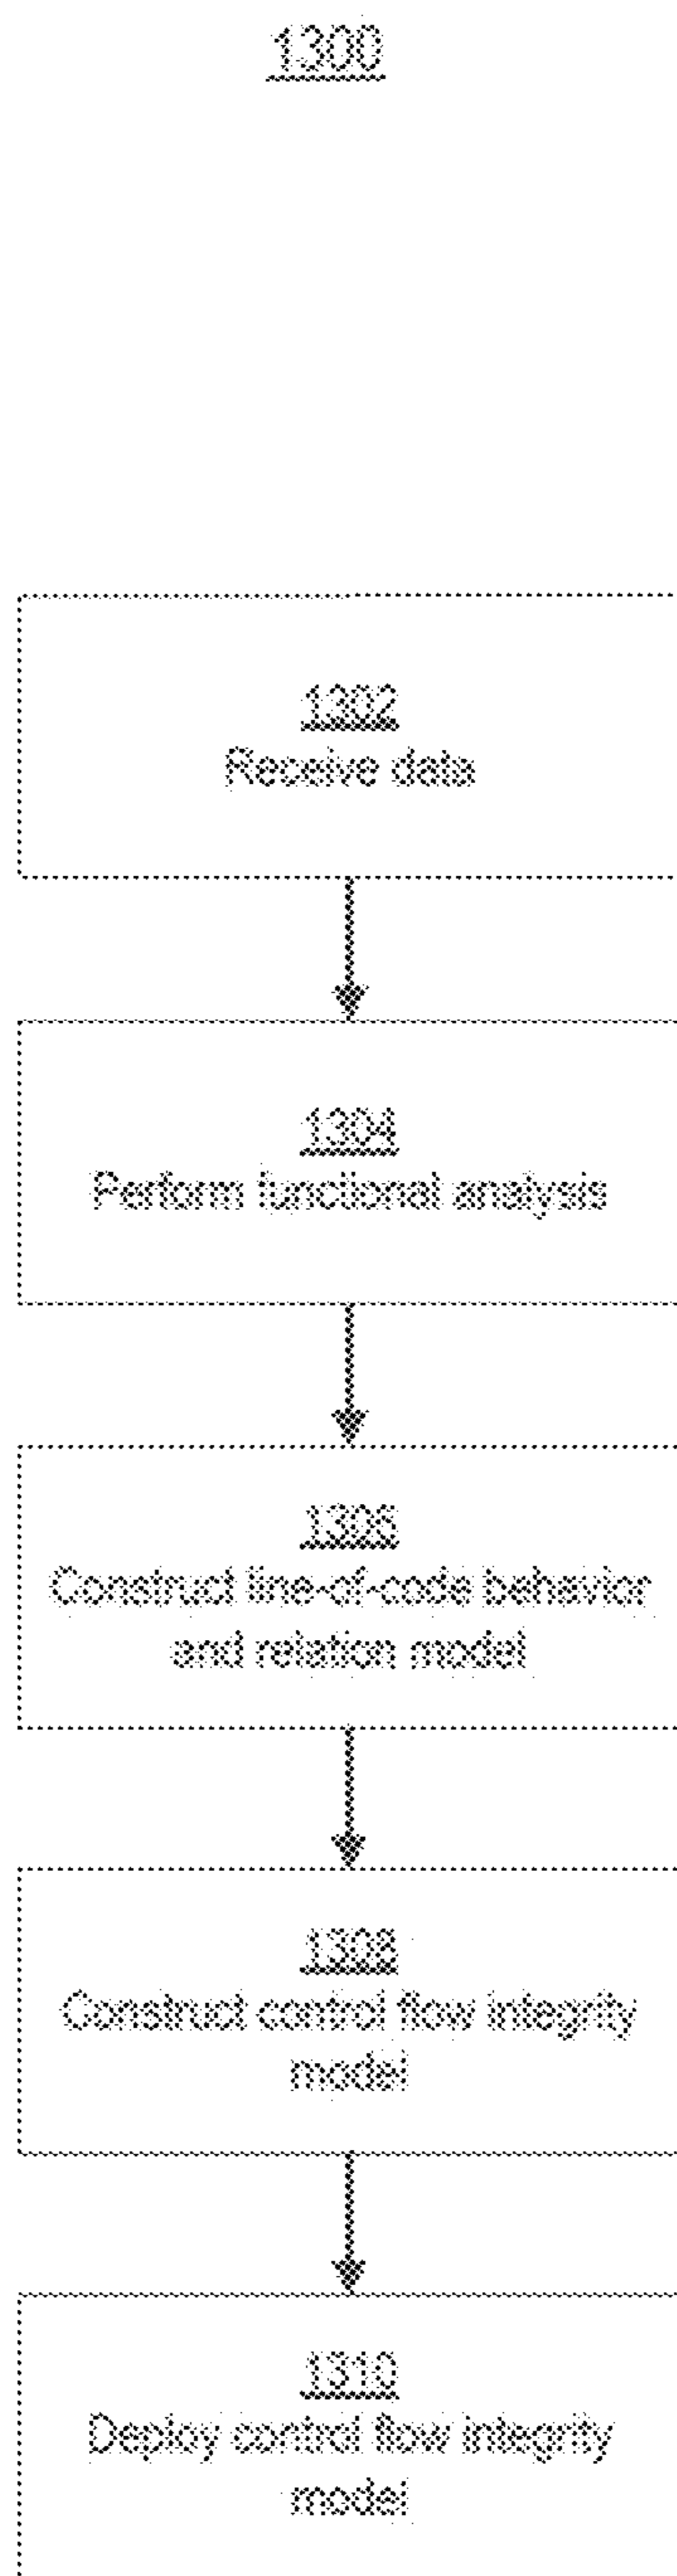 1300
1302
Receive data
1304
Perform functional analysis
1306
Construct line-of-code behavior
and relation model
1308
Construct control flow integrity
model
1310
Deploy control flow integrity
model